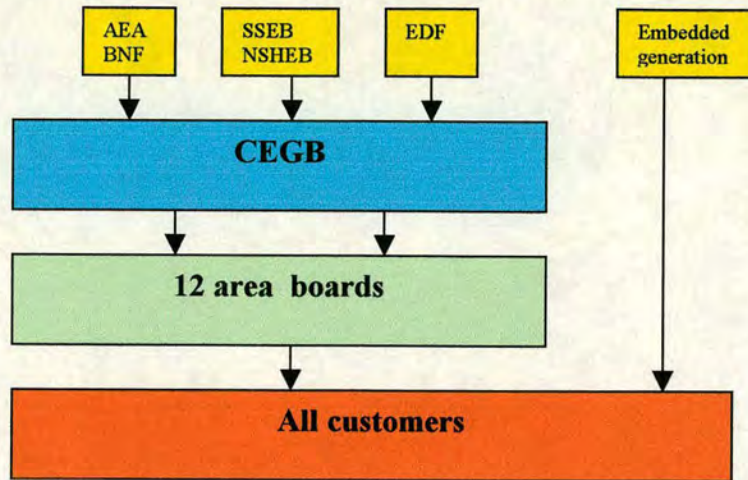 AEA
BNF
SSEB
NSHEB
EDF
Embedded
generation
CEGB
12 area boards
All customers